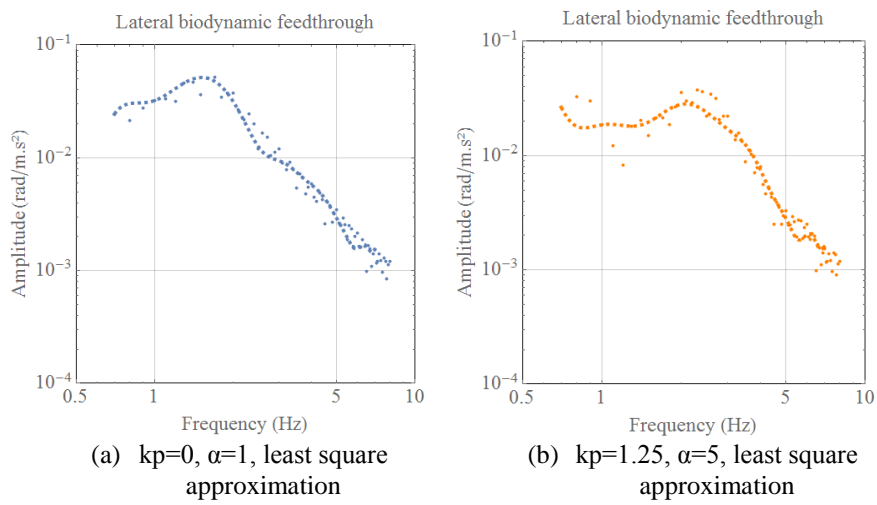 Lateral biodynamic feedthrough
10⁻¹
10⁻²
10⁻³
10⁻⁴
Amplitude (rad/m.s²)
0.5 1 5 10
Frequency (Hz)
(a) kp=0, α=1, least square
approximation
Lateral biodynamic feedthrough
10⁻¹
10⁻²
10⁻³
10⁻⁴
Amplitude (rad/m.s²)
0.5 1 5 10
Frequency (Hz)
(b) kp=1.25, α=5, least square
approximation